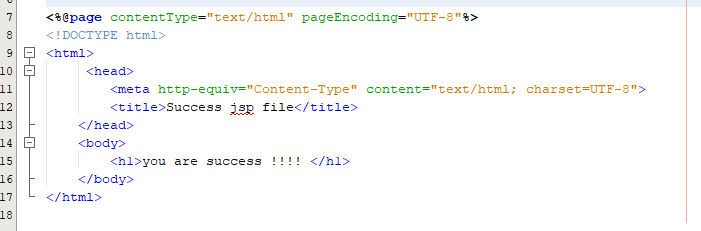 7 <%@page contentType="text/html" pageEncoding="UTF-8"%>
8 <!DOCTYPE html>
9 <html>
10 <head>
11 <meta http-equiv="Content-Type" content="text/html; charset=UTF-8">
12 <title>Success jsp file</title>
13 </head>
14 <body>
15 <h1>you are success !!!! </h1>
16 </body>
17 </html>
18